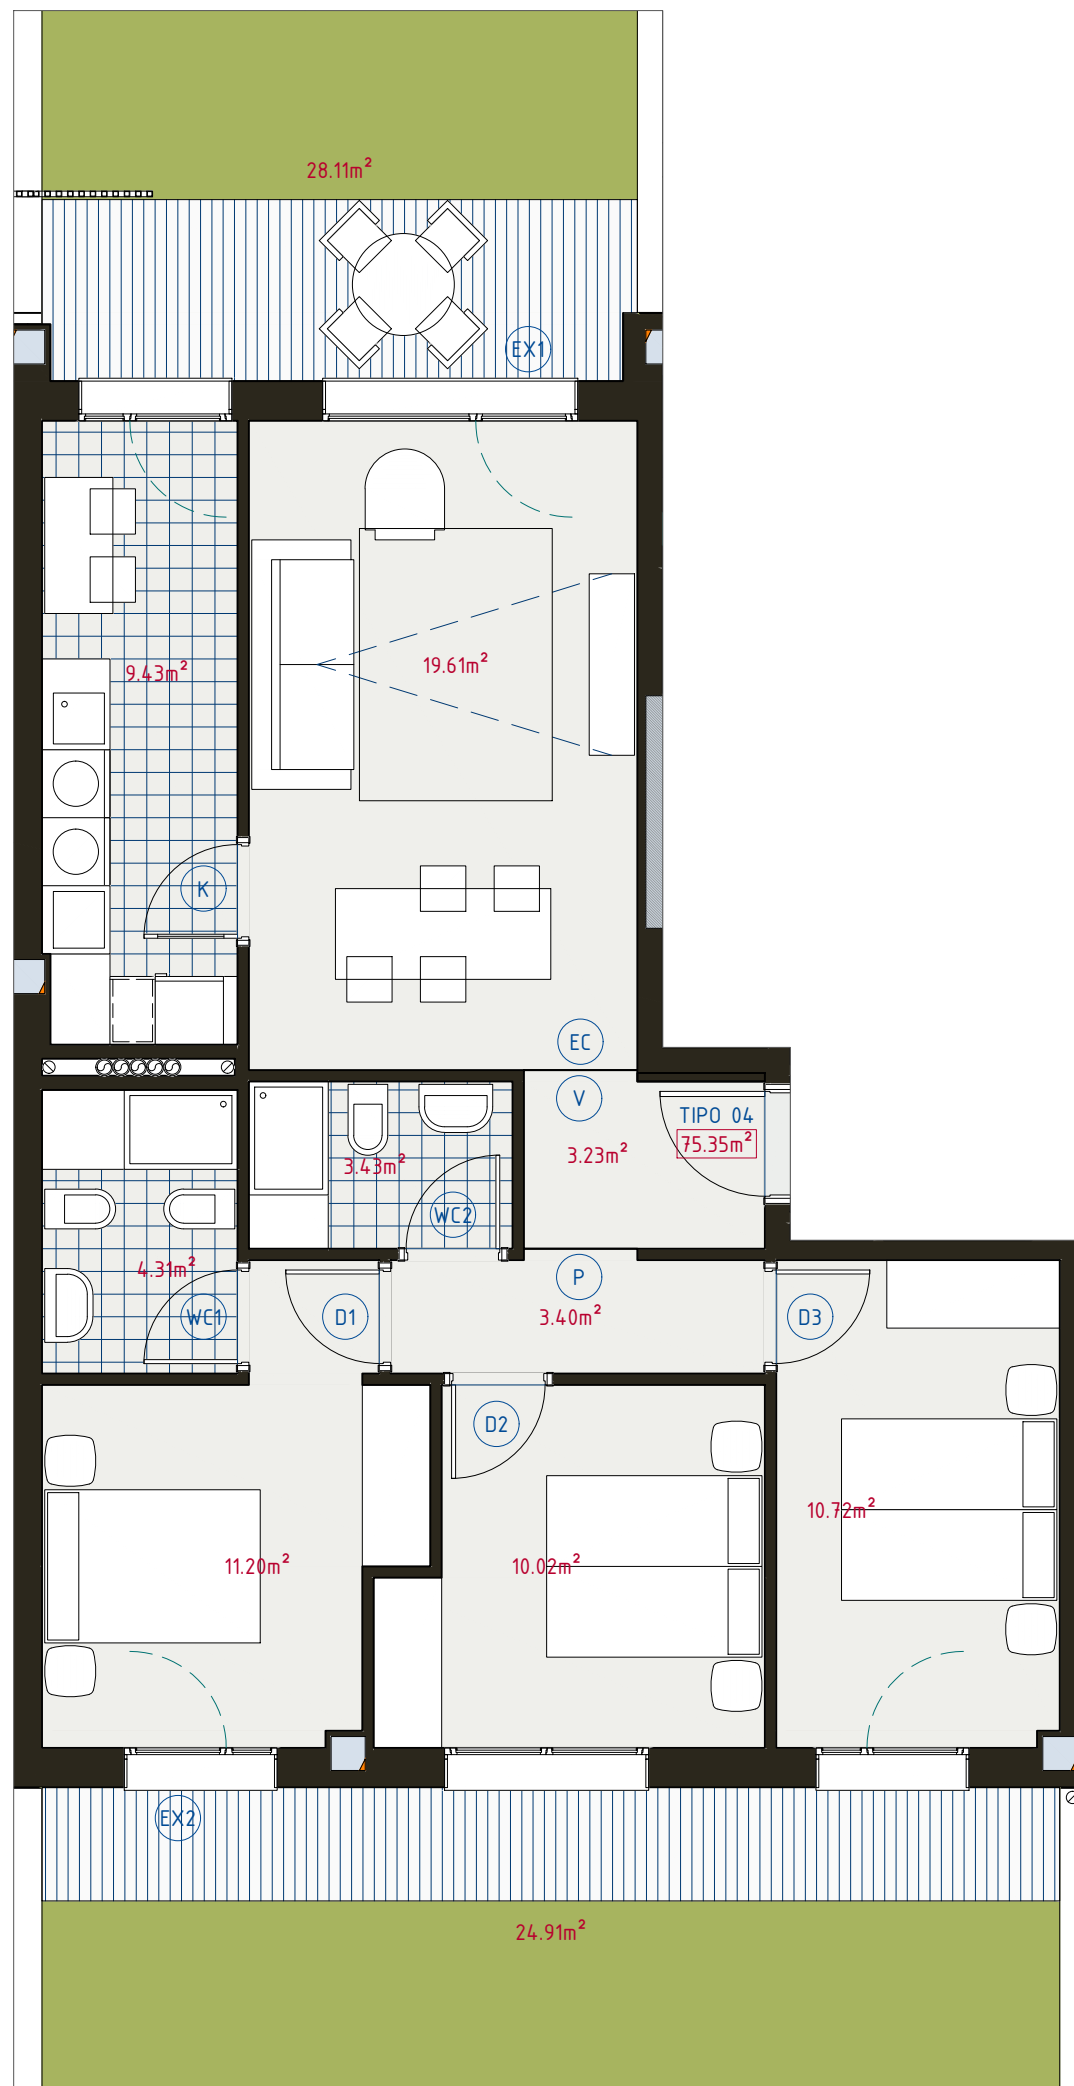 28.11m²
EX1
9.43m²
19.61m²
K
EC
V
TIPO 04
75.35m²
3.23m²
3.43m²
WC2
4.31m²
WC1
D1
P
3.40m²
D3
D2
10.72m²
11.20m²
10.02m²
EX2
24.91m²